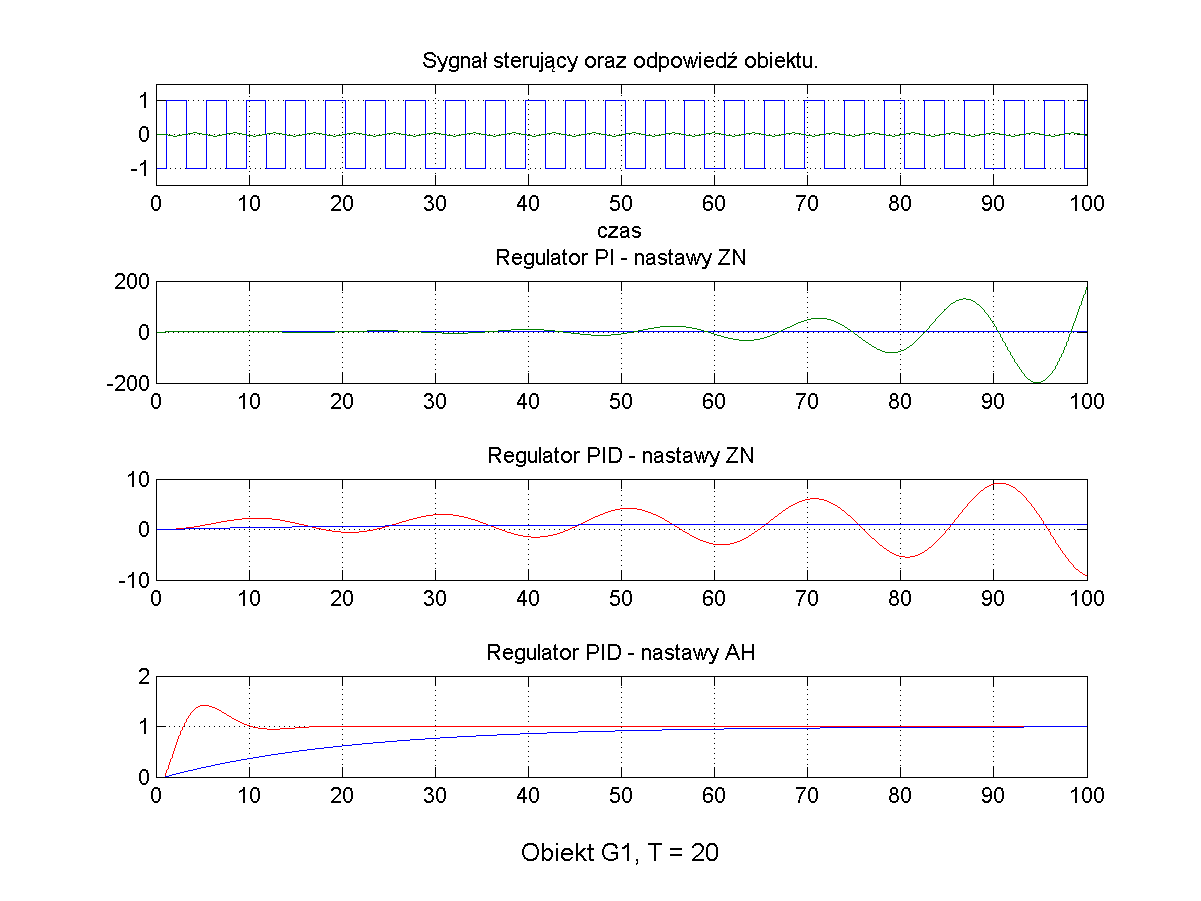 Sygnał sterujący oraz odpowiedź obiektu.
1
0
-1
0 10 20 30 40 50 60 70 80 90 100
czas
Regulator PI - nastawy ZN
200
0
-200
0 10 20 30 40 50 60 70 80 90 100
Regulator PID - nastawy ZN
10
0
-10
0 10 20 30 40 50 60 70 80 90 100
Regulator PID - nastawy AH
2
1
0
0 10 20 30 40 50 60 70 80 90 100
Obiekt G1, T = 20